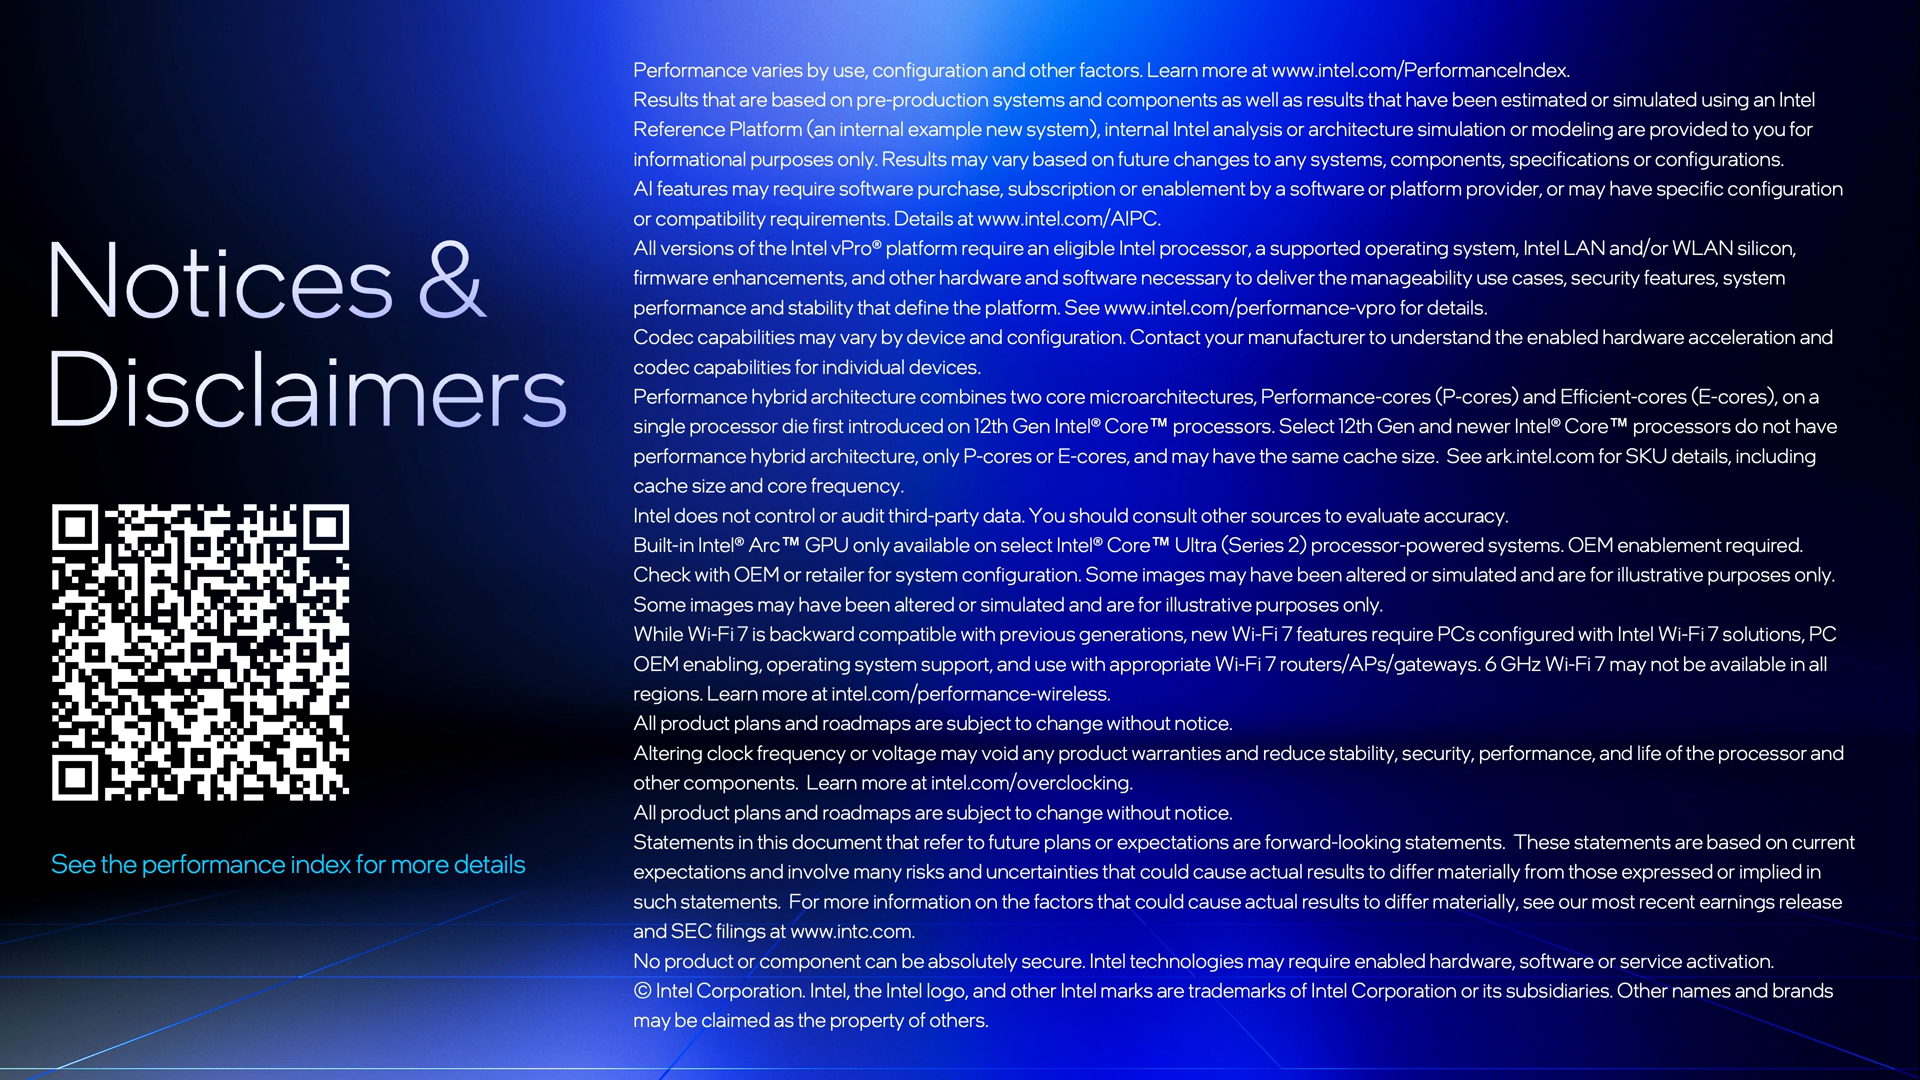 Notices &
Disclaimers
See the performance index for more details
Performance varies by use, configuration and other factors. Learn more at www.intel.com/PerformanceIndex.
Results that are based on pre-production systems and components as well as results that have been estimated or simulated using an Intel
Reference Platform (an internal example new system), internal Intel analysis or architecture simulation or modeling are provided to you for
informational purposes only. Results may vary based on future changes to any systems, components, specifications or configurations.
AI features may require software purchase, subscription or enablement by a software or platform provider, or may have specific configuration
or compatibility requirements. Details at www.intel.com/AIPC.
All versions of the Intel vPro® platform require an eligible Intel processor, a supported operating system, Intel LAN and/or WLAN silicon,
firmware enhancements, and other hardware and software necessary to deliver the manageability use cases, security features, system
performance and stability that define the platform. See www.intel.com/performance-vpro for details.
Codec capabilities may vary by device and configuration. Contact your manufacturer to understand the enabled hardware acceleration and
codec capabilities for individual devices.
Performance hybrid architecture combines two core microarchitectures, Performance-cores (P-cores) and Efficient-cores (E-cores), on a
single processor die first introduced on 12th Gen Intel® Core™ processors. Select 12th Gen and newer Intel® Core™ processors do not have
performance hybrid architecture, only P-cores or E-cores, and may have the same cache size.  See ark.intel.com for SKU details, including
cache size and core frequency.
Intel does not control or audit third-party data. You should consult other sources to evaluate accuracy.
Built-in Intel® Arc™ GPU only available on select Intel® Core™ Ultra (Series 2) processor-powered systems. OEM enablement required.
Check with OEM or retailer for system configuration. Some images may have been altered or simulated and are for illustrative purposes only.
Some images may have been altered or simulated and are for illustrative purposes only.
While Wi-Fi 7 is backward compatible with previous generations, new Wi-Fi 7 features require PCs configured with Intel Wi-Fi 7 solutions, PC
OEM enabling, operating system support, and use with appropriate Wi-Fi 7 routers/APs/gateways. 6 GHz Wi-Fi 7 may not be available in all
regions. Learn more at intel.com/performance-wireless.
All product plans and roadmaps are subject to change without notice.
Altering clock frequency or voltage may void any product warranties and reduce stability, security, performance, and life of the processor and
other components.  Learn more at intel.com/overclocking.
All product plans and roadmaps are subject to change without notice.
Statements in this document that refer to future plans or expectations are forward-looking statements.  These statements are based on current
expectations and involve many risks and uncertainties that could cause actual results to differ materially from those expressed or implied in
such statements.  For more information on the factors that could cause actual results to differ materially, see our most recent earnings release
and SEC filings at www.intc.com.
No product or component can be absolutely secure. Intel technologies may require enabled hardware, software or service activation.
© Intel Corporation. Intel, the Intel logo, and other Intel marks are trademarks of Intel Corporation or its subsidiaries. Other names and brands
may be claimed as the property of others.